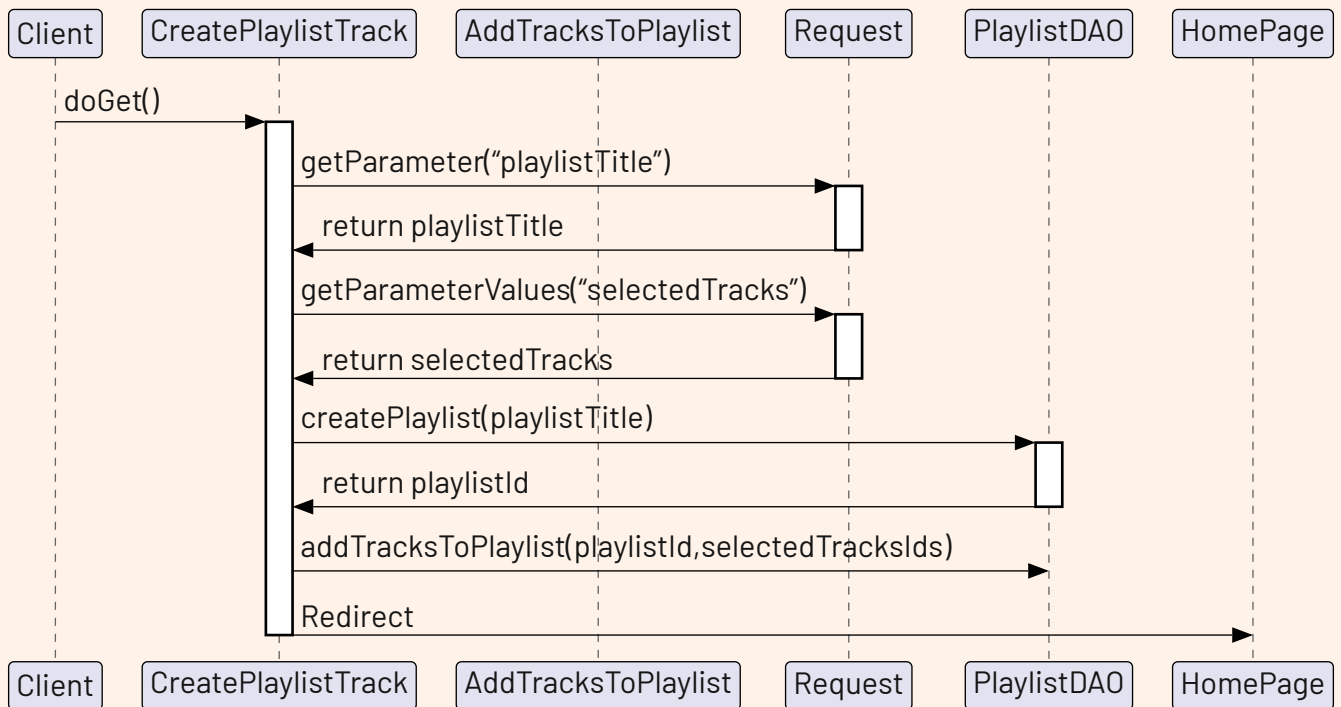 Client CreatePlaylistTrack AddTracksToPlaylist Request PlaylistDAO HomePage
doGet()
getParameter(“playlistTitle”)
return playlistTitle
getParameterValues(“selectedTracks”)
return selectedTracks
createPlaylist(playlistTitle)
return playlistId
addTracksToPlaylist(playlistId,selectedTracksIds)
Redirect
Client CreatePlaylistTrack AddTracksToPlaylist Request PlaylistDAO HomePage